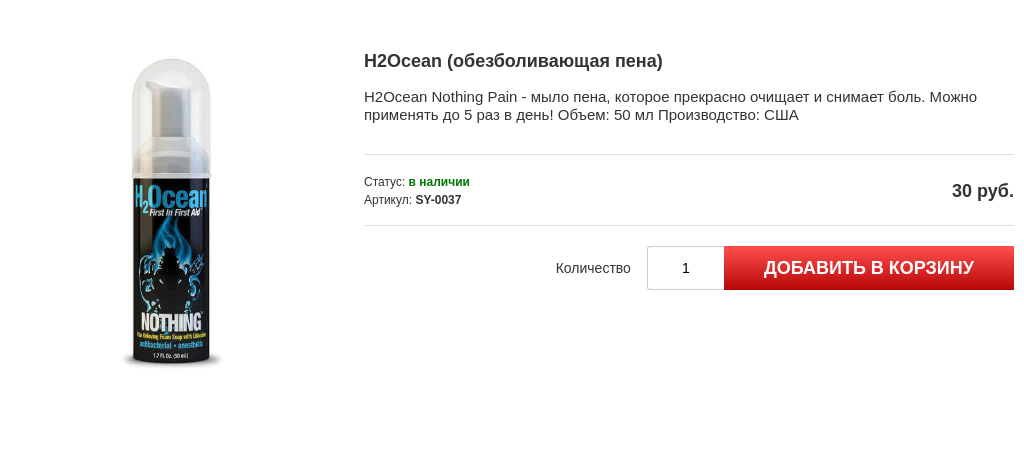 H2Ocean (обезболивающая пена)
H2Ocean Nothing Pain - мыло пена, которое прекрасно очищает и снимает боль. Можно
применять до 5 раз в день! Объем: 50 мл Производство: США
Статус: в наличии
Артикул: SY-0037
30 руб.
Количество
1
ДОБАВИТЬ В КОРЗИНУ
H2Ocean
First In First Aid
NOTHING
Pain Relieving Foam Soap with Lidocaine
antibacterial • anesthetic
1.7 Fl. Oz. (50 ml.)